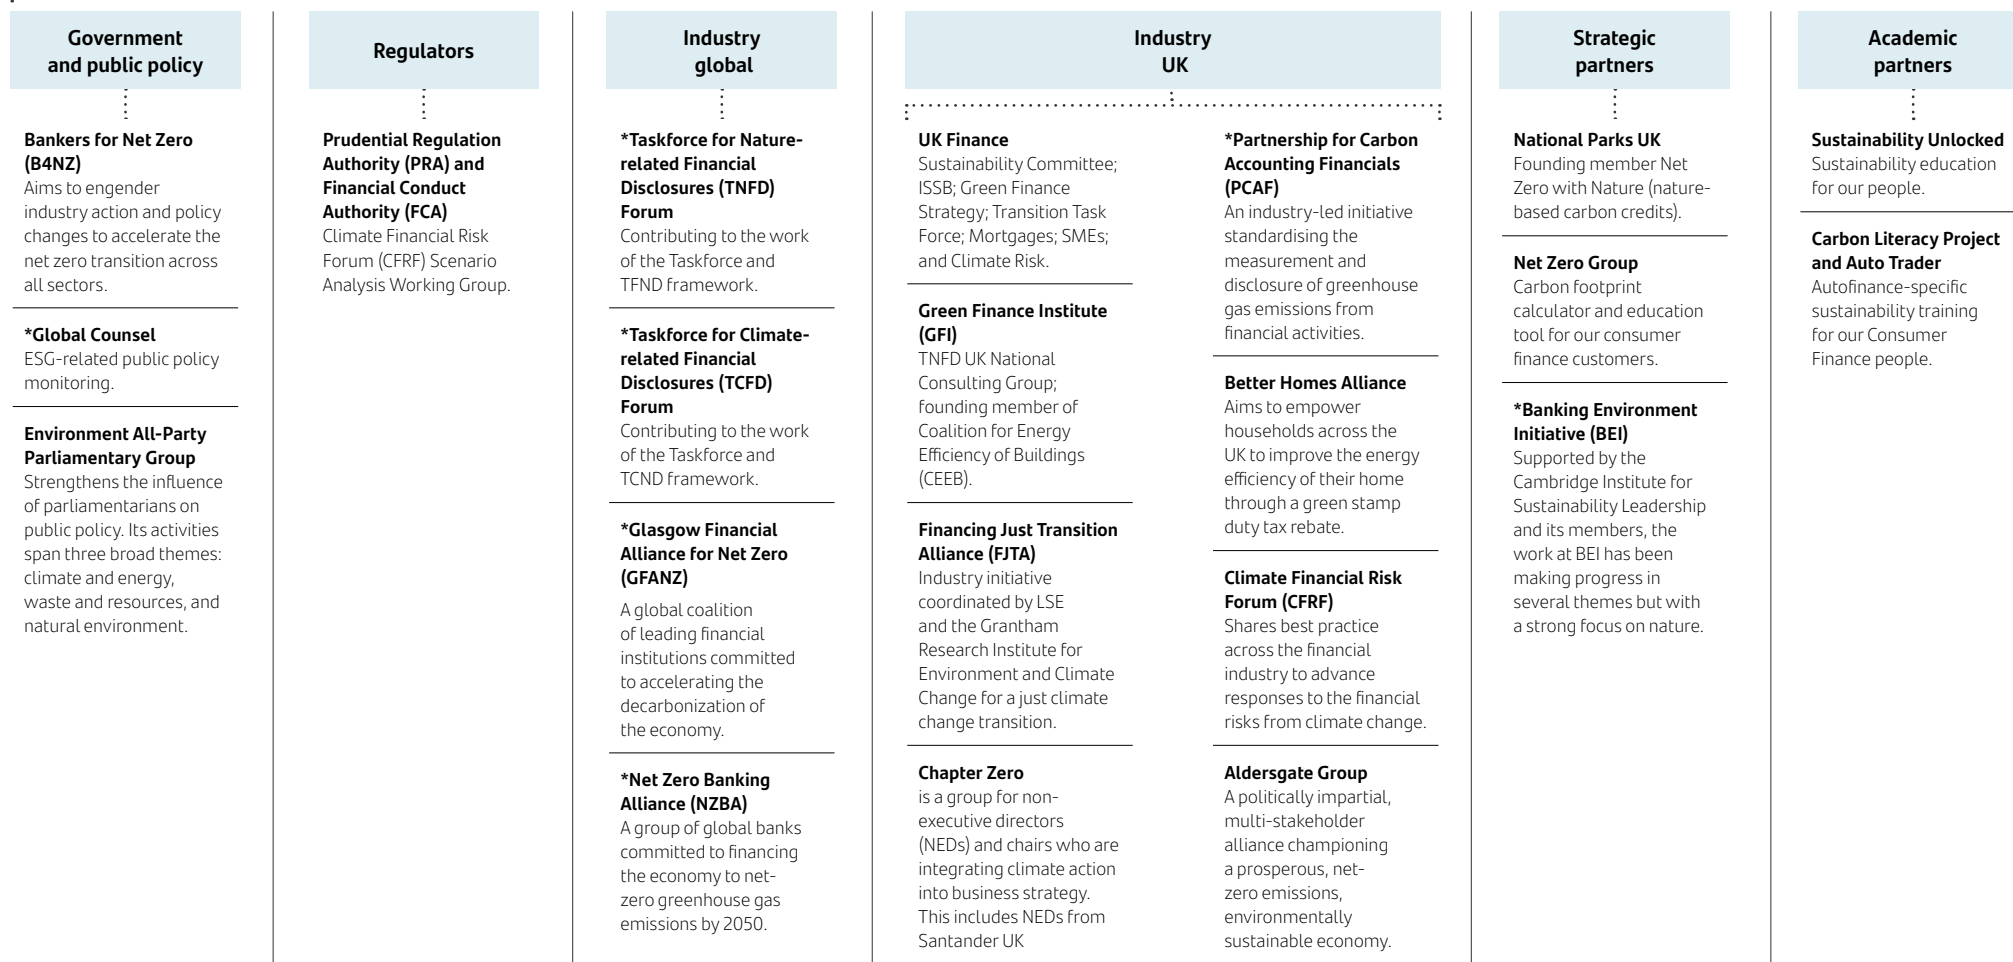 Government
and public policy
Bankers for Net Zero
(B4NZ)
Aims to engender
industry action and policy
changes to accelerate the
net zero transition across
all sectors.
*Global Counsel
ESG-related public policy
monitoring.
Environment All-Party
Parliamentary Group
Strengthens the influence
of parliamentarians on
public policy. Its activities
span three broad themes:
climate and energy,
waste and resources, and
natural environment.
Regulators
Prudential Regulation
Authority (PRA) and
Financial Conduct
Authority (FCA)
Climate Financial Risk
Forum (CFRF) Scenario
Analysis Working Group.
Industry
global
*Taskforce for Nature-
related Financial
Disclosures (TNFD)
Forum
Contributing to the work
of the Taskforce and
TFND framework.
*Taskforce for Climate-
related Financial
Disclosures (TCFD)
Forum
Contributing to the work
of the Taskforce and
TCND framework.
*Glasgow Financial
Alliance for Net Zero
(GFANZ)
A global coalition
of leading financial
institutions committed
to accelerating the
decarbonization of
the economy.
*Net Zero Banking
Alliance (NZBA)
A group of global banks
committed to financing
the economy to net-
zero greenhouse gas
emissions by 2050.
Industry
UK
UK Finance
Sustainability Committee;
ISSB; Green Finance
Strategy; Transition Task
Force; Mortgages; SMEs;
and Climate Risk.
Green Finance Institute
(GFI)
TNFD UK National
Consulting Group;
founding member of
Coalition for Energy
Efficiency of Buildings
(CEEB).
Financing Just Transition
Alliance (FJTA)
Industry initiative
coordinated by LSE
and the Grantham
Research Institute for
Environment and Climate
Change for a just climate
change transition.
Chapter Zero
is a group for non-
executive directors
(NEDs) and chairs who are
integrating climate action
into business strategy.
This includes NEDs from
Santander UK
*Partnership for Carbon
Accounting Financials
(PCAF)
An industry-led initiative
standardising the
measurement and
disclosure of greenhouse
gas emissions from
financial activities.
Better Homes Alliance
Aims to empower
households across the
UK to improve the energy
efficiency of their home
through a green stamp
duty tax rebate.
Climate Financial Risk
Forum (CFRF)
Shares best practice
across the financial
industry to advance
responses to the financial
risks from climate change.
Aldersgate Group
A politically impartial,
multi-stakeholder
alliance championing
a prosperous, net-
zero emissions,
environmentally
sustainable economy.
Strategic
partners
National Parks UK
Founding member Net
Zero with Nature (nature-
based carbon credits).
Net Zero Group
Carbon footprint
calculator and education
tool for our consumer
finance customers.
*Banking Environment
Initiative (BEI)
Supported by the
Cambridge Institute for
Sustainability Leadership
and its members, the
work at BEI has been
making progress in
several themes but with
a strong focus on nature.
Academic
partners
Sustainability Unlocked
Sustainability education
for our people.
Carbon Literacy Project
and Auto Trader
Autofinance-specific
sustainability training
for our Consumer
Finance people.